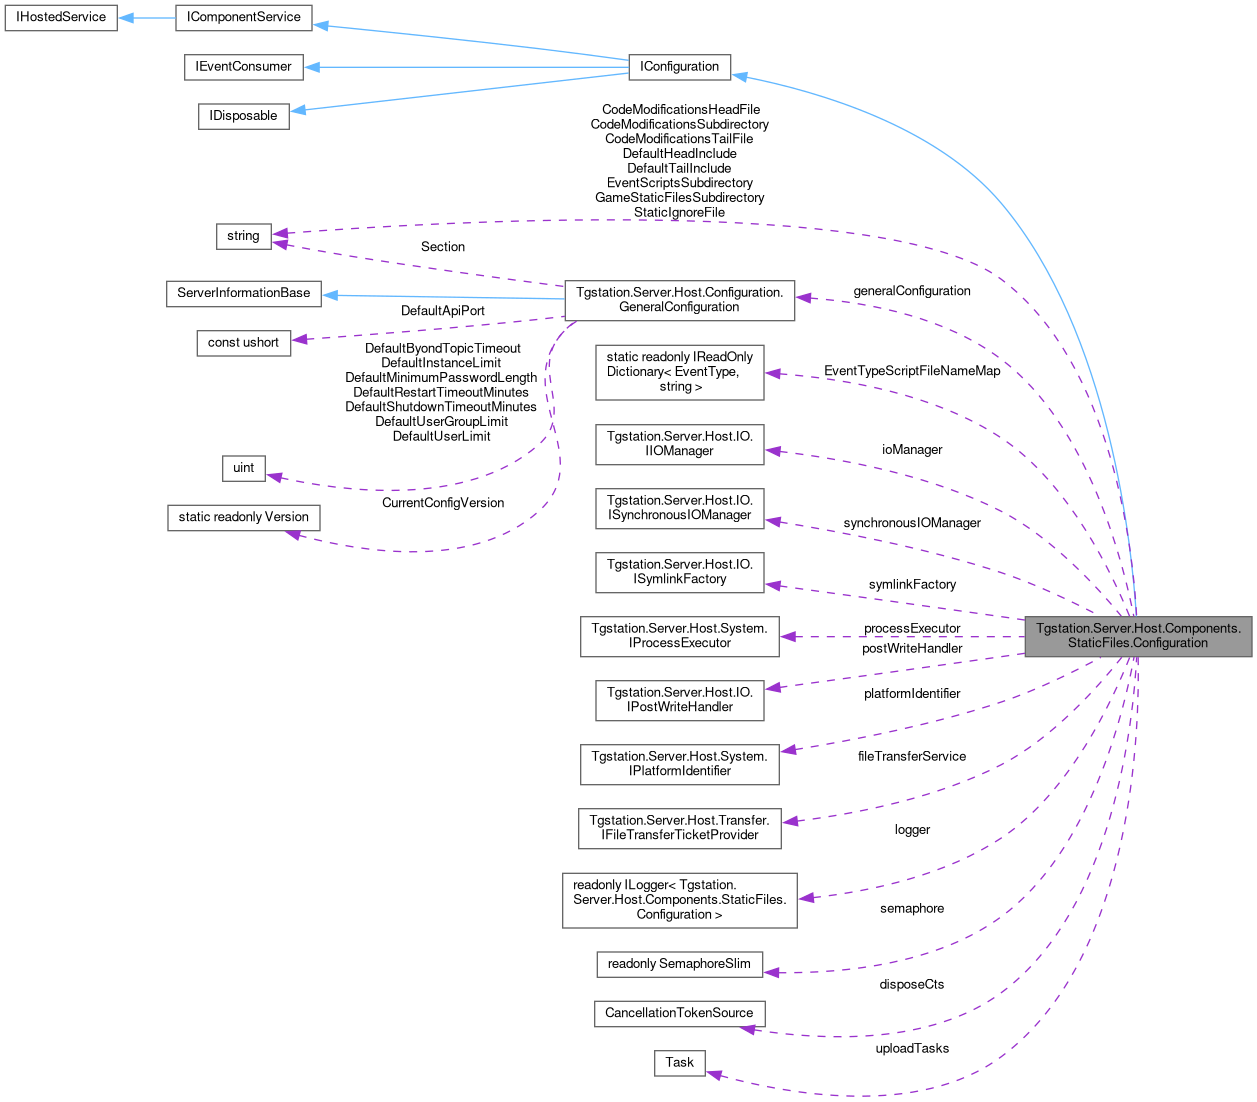 IHostedService
IComponentService
IEventConsumer
IConfiguration
IDisposable
CodeModificationsHeadFile
CodeModificationsSubdirectory
CodeModificationsTailFile
DefaultHeadInclude
DefaultTailInclude
EventScriptsSubdirectory
GameStaticFilesSubdirectory
StaticIgnoreFile
string
Section
ServerInformationBase
Tgstation.Server.Host.Configuration.
GeneralConfiguration
generalConfiguration
DefaultApiPort
const ushort
DefaultByondTopicTimeout
DefaultInstanceLimit
DefaultMinimumPasswordLength
DefaultRestartTimeoutMinutes
DefaultShutdownTimeoutMinutes
DefaultUserGroupLimit
DefaultUserLimit
static readonly IReadOnly
Dictionary< EventType,
string >
EventTypeScriptFileNameMap
Tgstation.Server.Host.IO.
IIOManager
ioManager
uint
CurrentConfigVersion
static readonly Version
Tgstation.Server.Host.IO.
ISynchronousIOManager
synchronousIOManager
Tgstation.Server.Host.IO.
ISymlinkFactory
symlinkFactory
Tgstation.Server.Host.System.
IProcessExecutor
processExecutor
Tgstation.Server.Host.Components.
StaticFiles.Configuration
postWriteHandler
Tgstation.Server.Host.IO.
IPostWriteHandler
platformIdentifier
Tgstation.Server.Host.System.
IPlatformIdentifier
fileTransferService
Tgstation.Server.Host.Transfer.
IFileTransferTicketProvider
logger
readonly ILogger< Tgstation.
Server.Host.Components.StaticFiles.
Configuration >
semaphore
readonly SemaphoreSlim
disposeCts
CancellationTokenSource
uploadTasks
Task